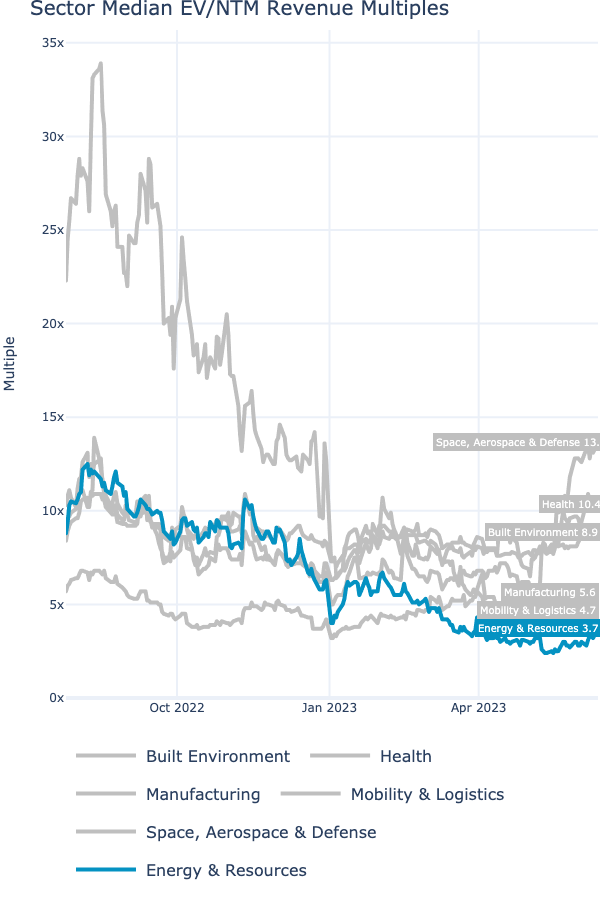 Sector Median EV/NTM Revenue Multiples
35x
30x
25x
20x
15x
10x
5x
0x
Multiple
Space, Aerospace & Defense 13.
Health 10.4
Built Environment 8.9
Manufacturing 5.6
Mobility & Logistics 4.7
Energy & Resources 3.7
Oct 2022 Jan 2023 Apr 2023
Built Environment Health
Manufacturing Mobility & Logistics
Space, Aerospace & Defense
Energy & Resources